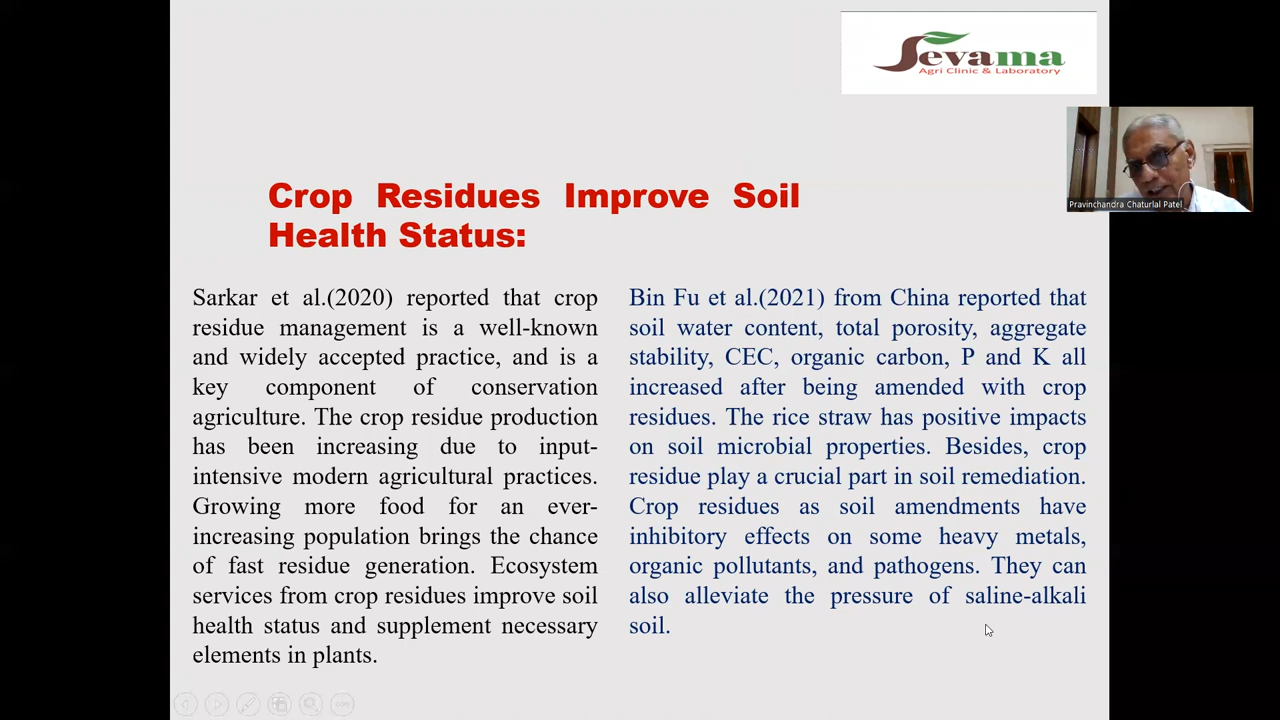 Sevama
Agri Clinic & Laboratory
Pravinchandra Chaturlal Patel
Crop Residues Improve Soil
Health Status:
Sarkar et al.(2020) reported that crop
residue management is a well-known
and widely accepted practice, and is a
key component of conservation
agriculture. The crop residue production
has been increasing due to input-
intensive modern agricultural practices.
Growing more food for an ever-
increasing population brings the chance
of fast residue generation. Ecosystem
services from crop residues improve soil
health status and supplement necessary
elements in plants.
Bin Fu et al.(2021) from China reported that
soil water content, total porosity, aggregate
stability, CEC, organic carbon, P and K all
increased after being amended with crop
residues. The rice straw has positive impacts
on soil microbial properties. Besides, crop
residue play a crucial part in soil remediation.
Crop residues as soil amendments have
inhibitory effects on some heavy metals,
organic pollutants, and pathogens. They can
also alleviate the pressure of saline-alkali
soil.